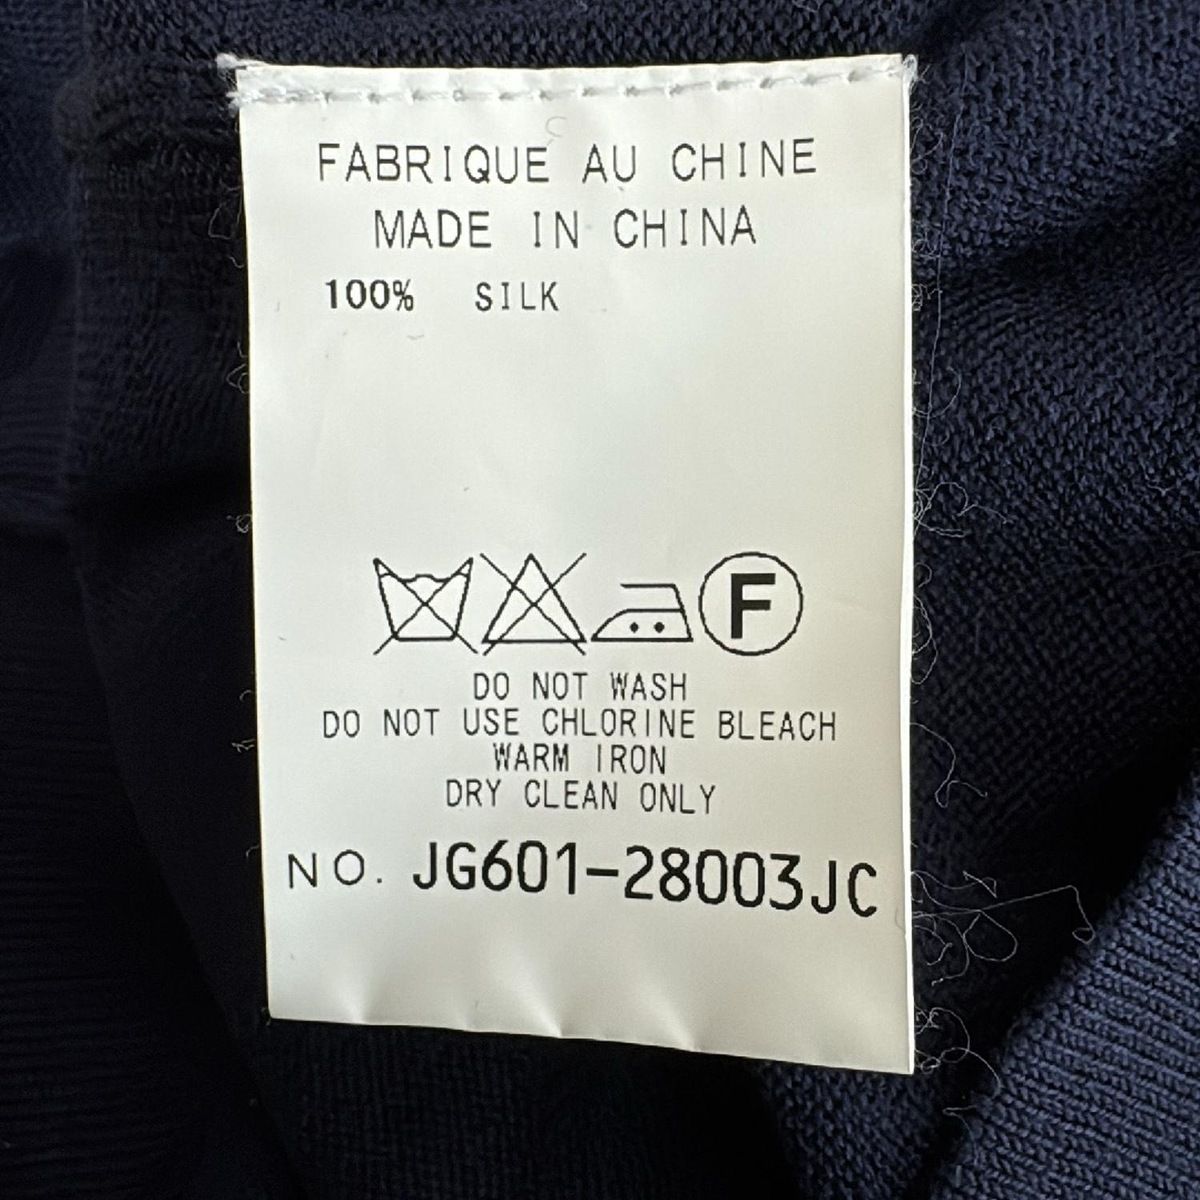 FABRIQUE AU CHINE
MADE IN CHINA
100% SILK
F
DO NOT WASH
DO NOT USE CHLORINE BLEACH
WARM IRON
DRY CLEAN ONLY
NO. JG601-28003JC